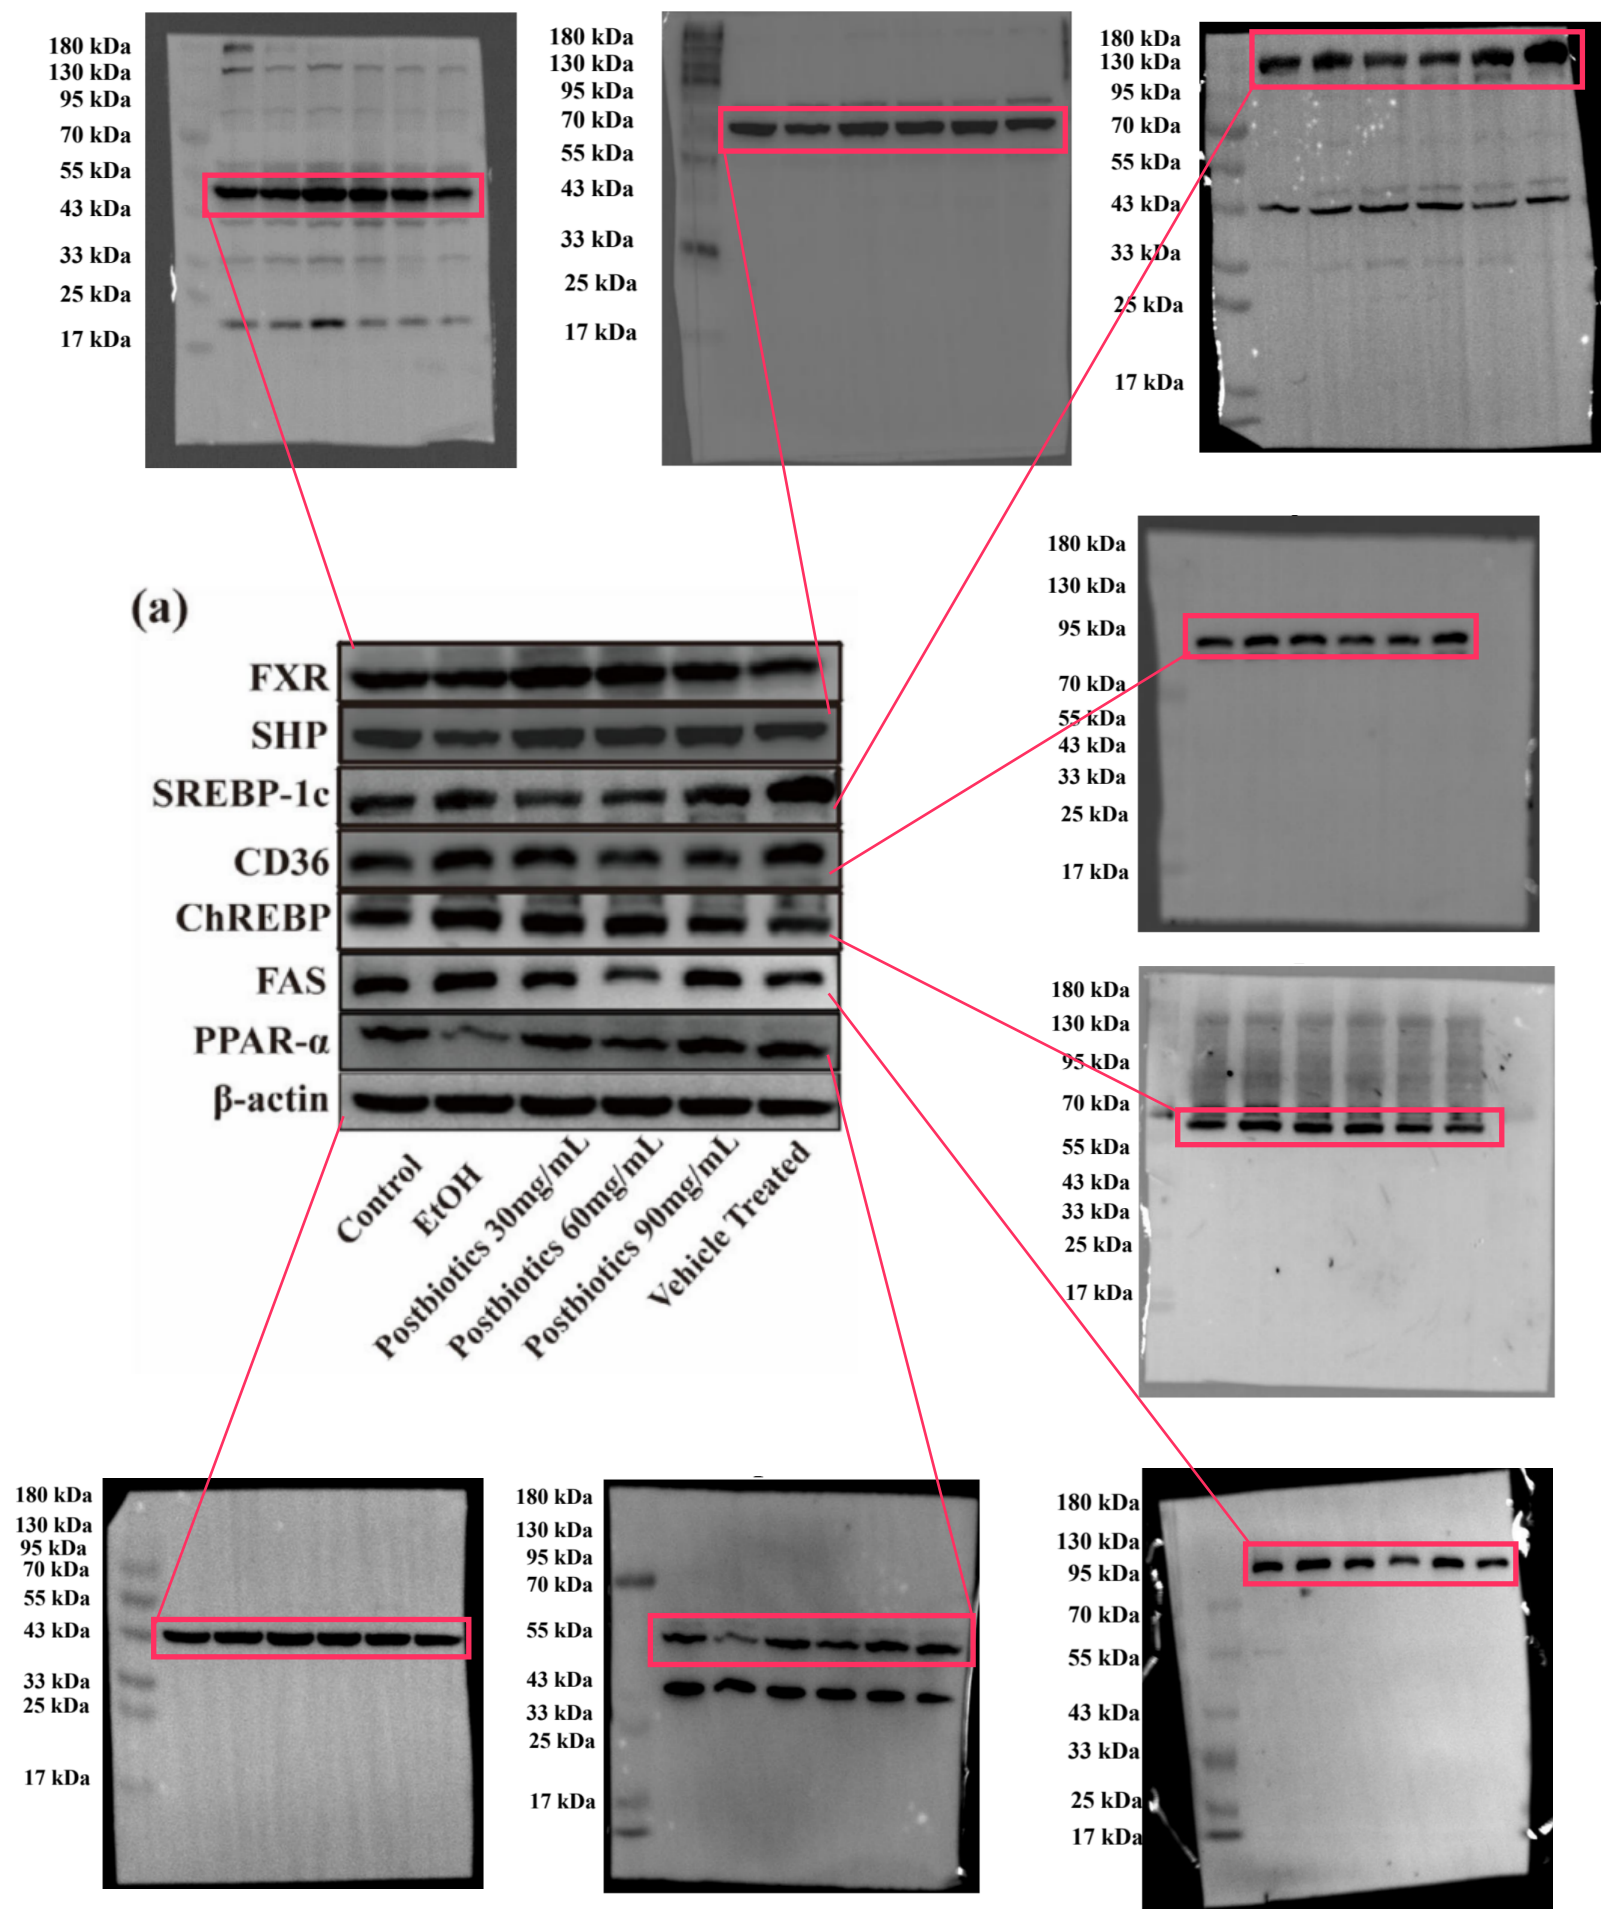 180 kDa
130 kDa
95 kDa
70 kDa
55 kDa
43 kDa
33 kDa
25 kDa
17 kDa
180 kDa
130 kDa
95 kDa
70 kDa
55 kDa
43 kDa
33 kDa
25 kDa
17 kDa
180 kDa
130 kDa
95 kDa
70 kDa
55 kDa
43 kDa
33 kDa
25 kDa
17 kDa
(a)
FXR
SHP
SREBP-1c
CD36
ChREBP
FAS
PPAR-α
β-actin
Control
EtOH
Postbiotics 30mg/mL
Postbiotics 60mg/mL
Postbiotics 90mg/mL
Vehicle Treated
180 kDa
130 kDa
95 kDa
70 kDa
55 kDa
43 kDa
33 kDa
25 kDa
17 kDa
180 kDa
130 kDa
95 kDa
70 kDa
55 kDa
43 kDa
33 kDa
25 kDa
17 kDa
180 kDa
130 kDa
95 kDa
70 kDa
55 kDa
43 kDa
33 kDa
25 kDa
17 kDa
180 kDa
130 kDa
95 kDa
70 kDa
55 kDa
43 kDa
33 kDa
25 kDa
17 kDa
180 kDa
130 kDa
95 kDa
70 kDa
55 kDa
43 kDa
33 kDa
25 kDa
17 kDa